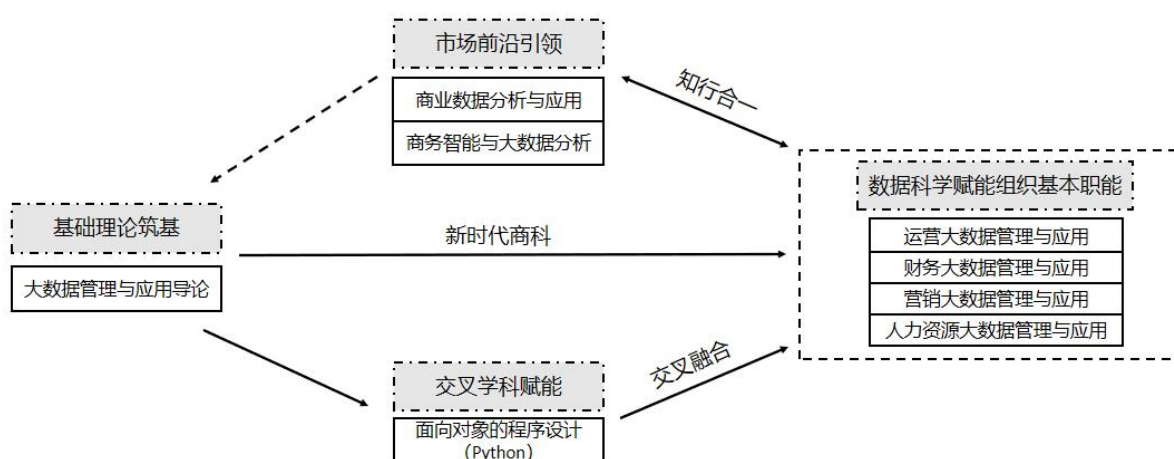 市场前沿引领
商业数据分析与应用
商务智能与大数据分析
知行合一
数据科学赋能组织基本职能
运营大数据管理与应用
财务大数据管理与应用
营销大数据管理与应用
人力资源大数据管理与应用
基础理论筑基
大数据管理与应用导论
新时代商科
交叉学科赋能
面向对象的程序设计
（Python）
交叉融合